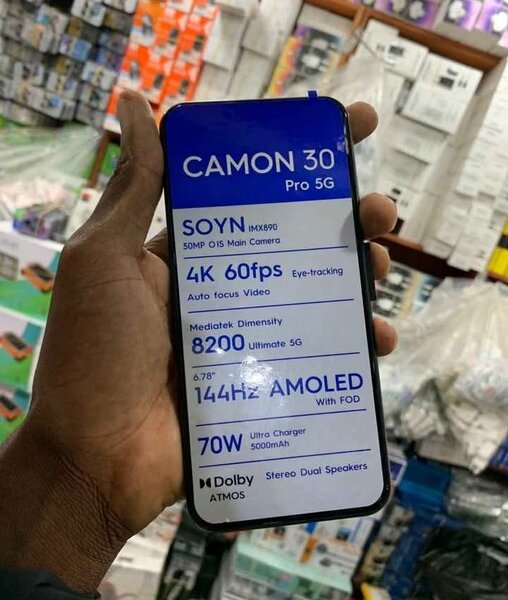 CAMON 30
Pro 5G
SOYN IMX890
50MP OIS Main Camera
4K 60fps Eye-tracking
Auto focus Video
Mediatek Dimensity
8200 Ultimate 5G
6.78"
144Hz AMOLED
With FOD
70W Ultra Charger
5000mAh
Dolby Stereo Dual Speakers
ATMOS